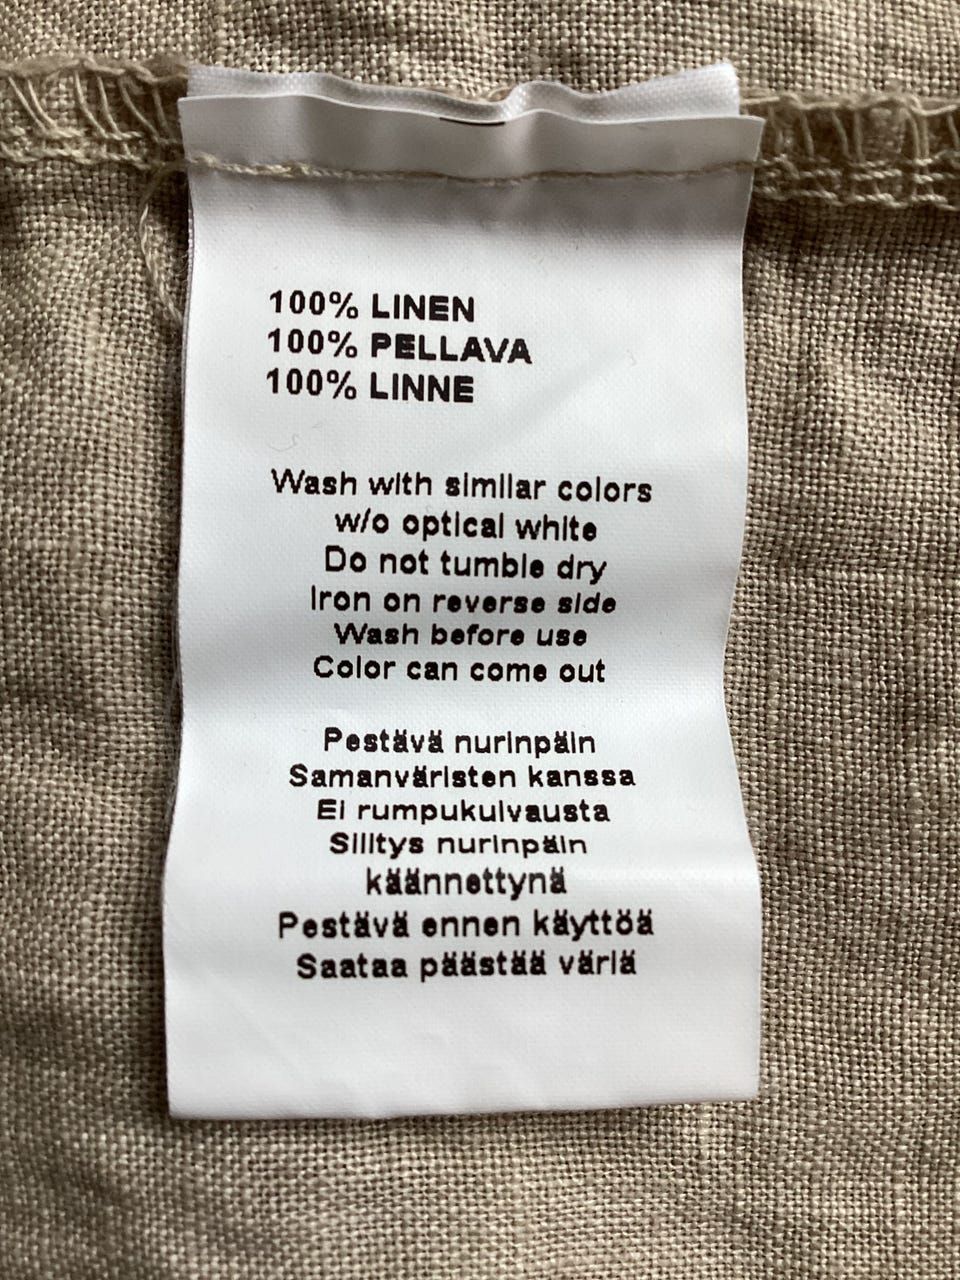 100% LINEN
100% PELLAVA
100% LINNE
Wash with similar colors
w/o optical white
Do not tumble dry
Iron on reverse side
Wash before use
Color can come out
Pestävä nurinpäin
Samanväristen kanssa
Ei rumpukuivausta
Silitys nurinpäin
käännettynä
Pestävä ennen käyttöä
Saataa päästää väriä